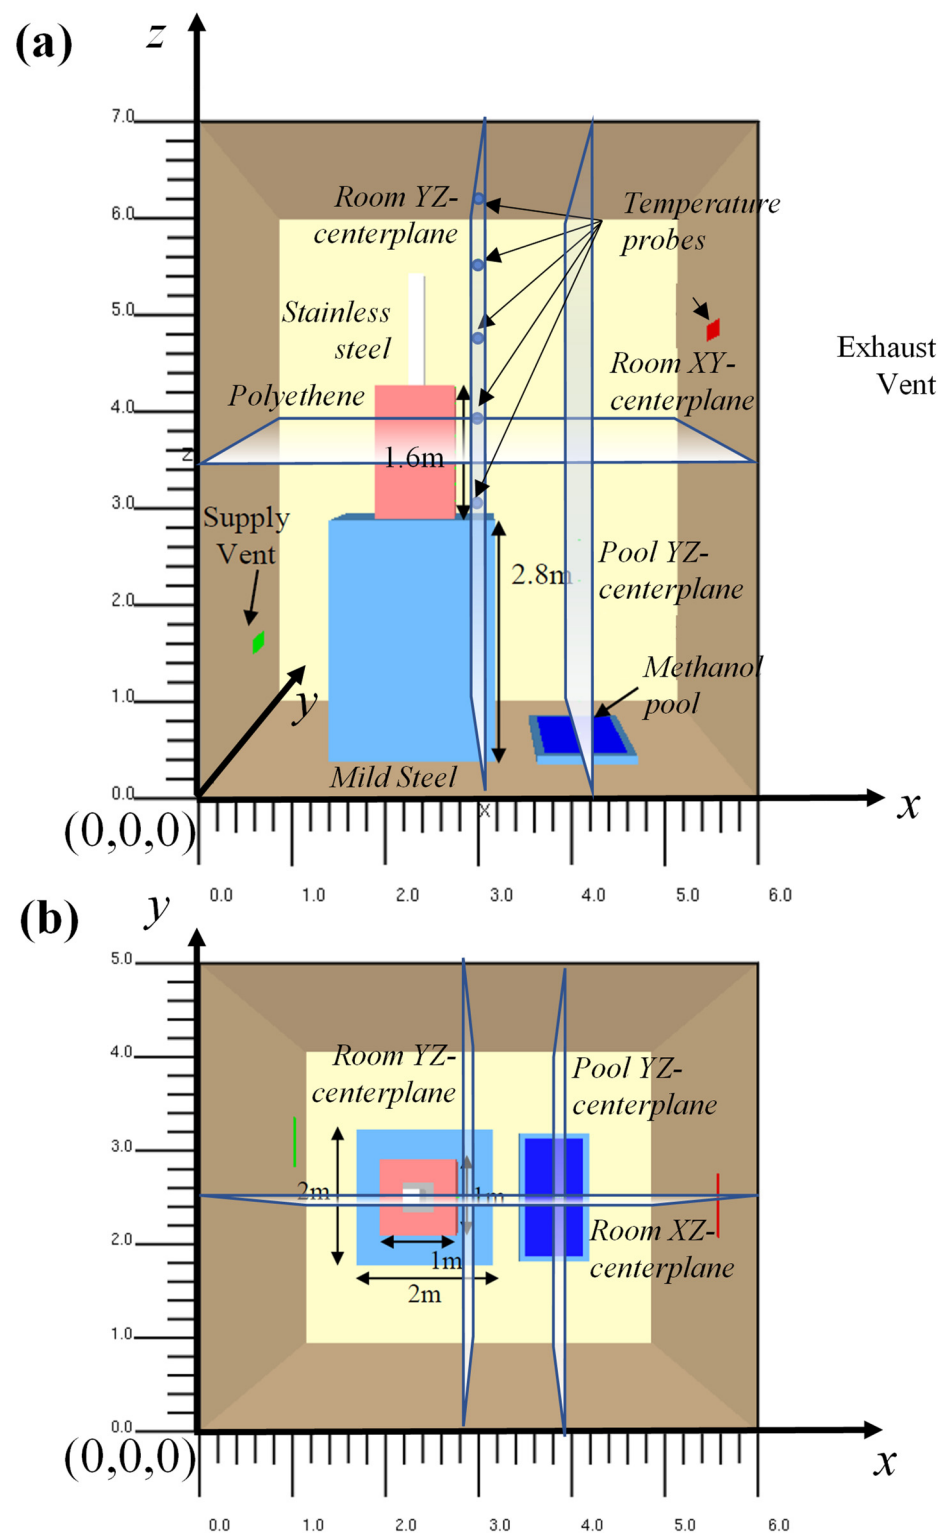 (a)
z
7.0
Room YZ-
centerplane
Temperature
probes
6.0
Stainless
steel
5.0
Exhaust
Vent
Room XY-
centerplane
Polyethene
4.0
1.6m
Z
3.0
Supply
Vent
Pool YZ-
centerplane
2.8m
2.0
Methanol
pool
1.0
y
Mild Steel
0.0
(0,0,0)
X
x
0.0 1.0 2.0 3.0 4.0 5.0 6.0
(b)
y
5.0
Room YZ-
centerplane
Pool YZ-
centerplane
4.0
3.0
2m
1m
Room XZ-
centerplane
2.0
1m
2m
1.0
0.0
(0,0,0)
x
0.0 1.0 2.0 3.0 4.0 5.0 6.0